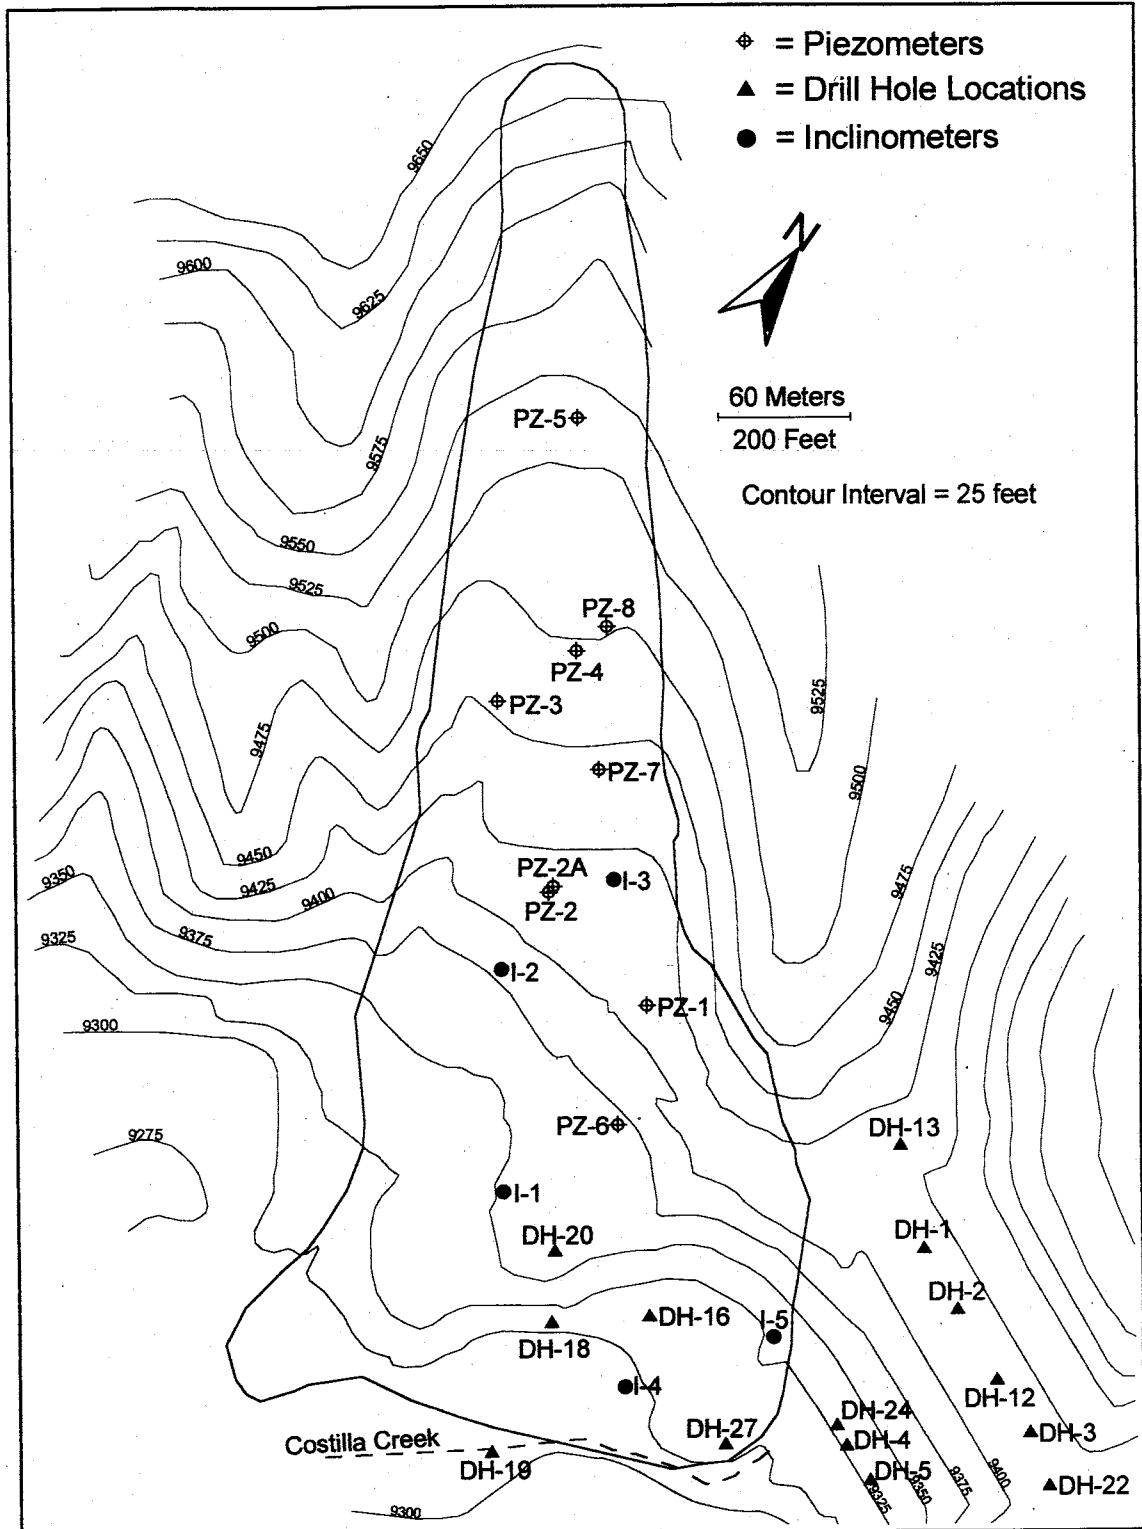 = Piezometers
= Drill Hole Locations
= Inclinometers
9650
N
9600
9625
60 Meters
200 Feet
PZ-5
9575
Contour Interval = 25 feet
9550
9525
PZ-8
9500
PZ-4
9525
PZ-3
9475
PZ-7
9500
9450
PZ-2A
I-3
9350
9425
9400
PZ-2
9475
9325
9375
9425
I-2
PZ-1
9450
9300
PZ-6
9275
DH-13
I-1
DH-20
DH-1
DH-2
DH-16
I-5
DH-18
I-4
DH-12
DH-24
Costilla Creek
DH-27
DH-4
DH-3
DH-19
DH-5
9400
DH-22
9375
9350
9325
9300